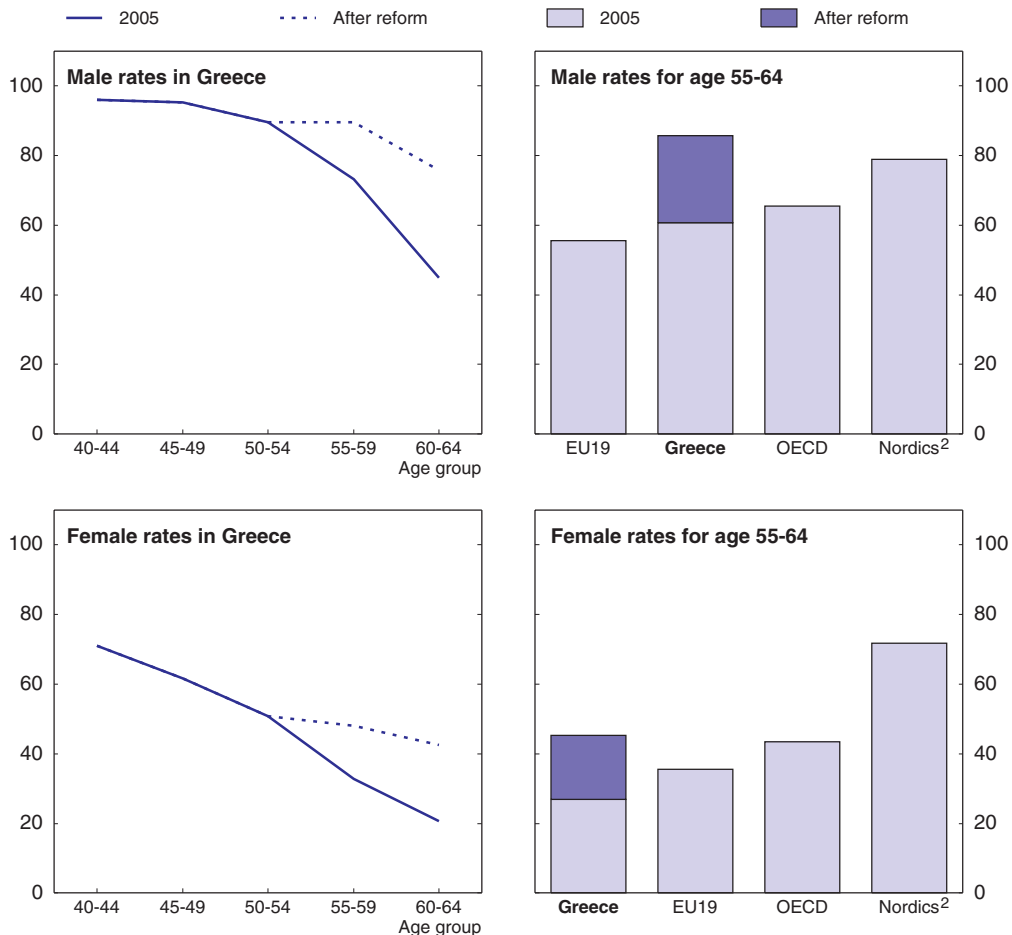 2005 After reform 2005 After reform
Male rates in Greece
100
80
60
40
20
0
40-44 45-49 50-54 55-59 60-64
Age group
Male rates for age 55-64
100
80
60
40
20
0
EU19 Greece OECD Nordics2
Female rates in Greece
100
80
60
40
20
0
40-44 45-49 50-54 55-59 60-64
Age group
Female rates for age 55-64
100
80
60
40
20
0
Greece EU19 OECD Nordics2